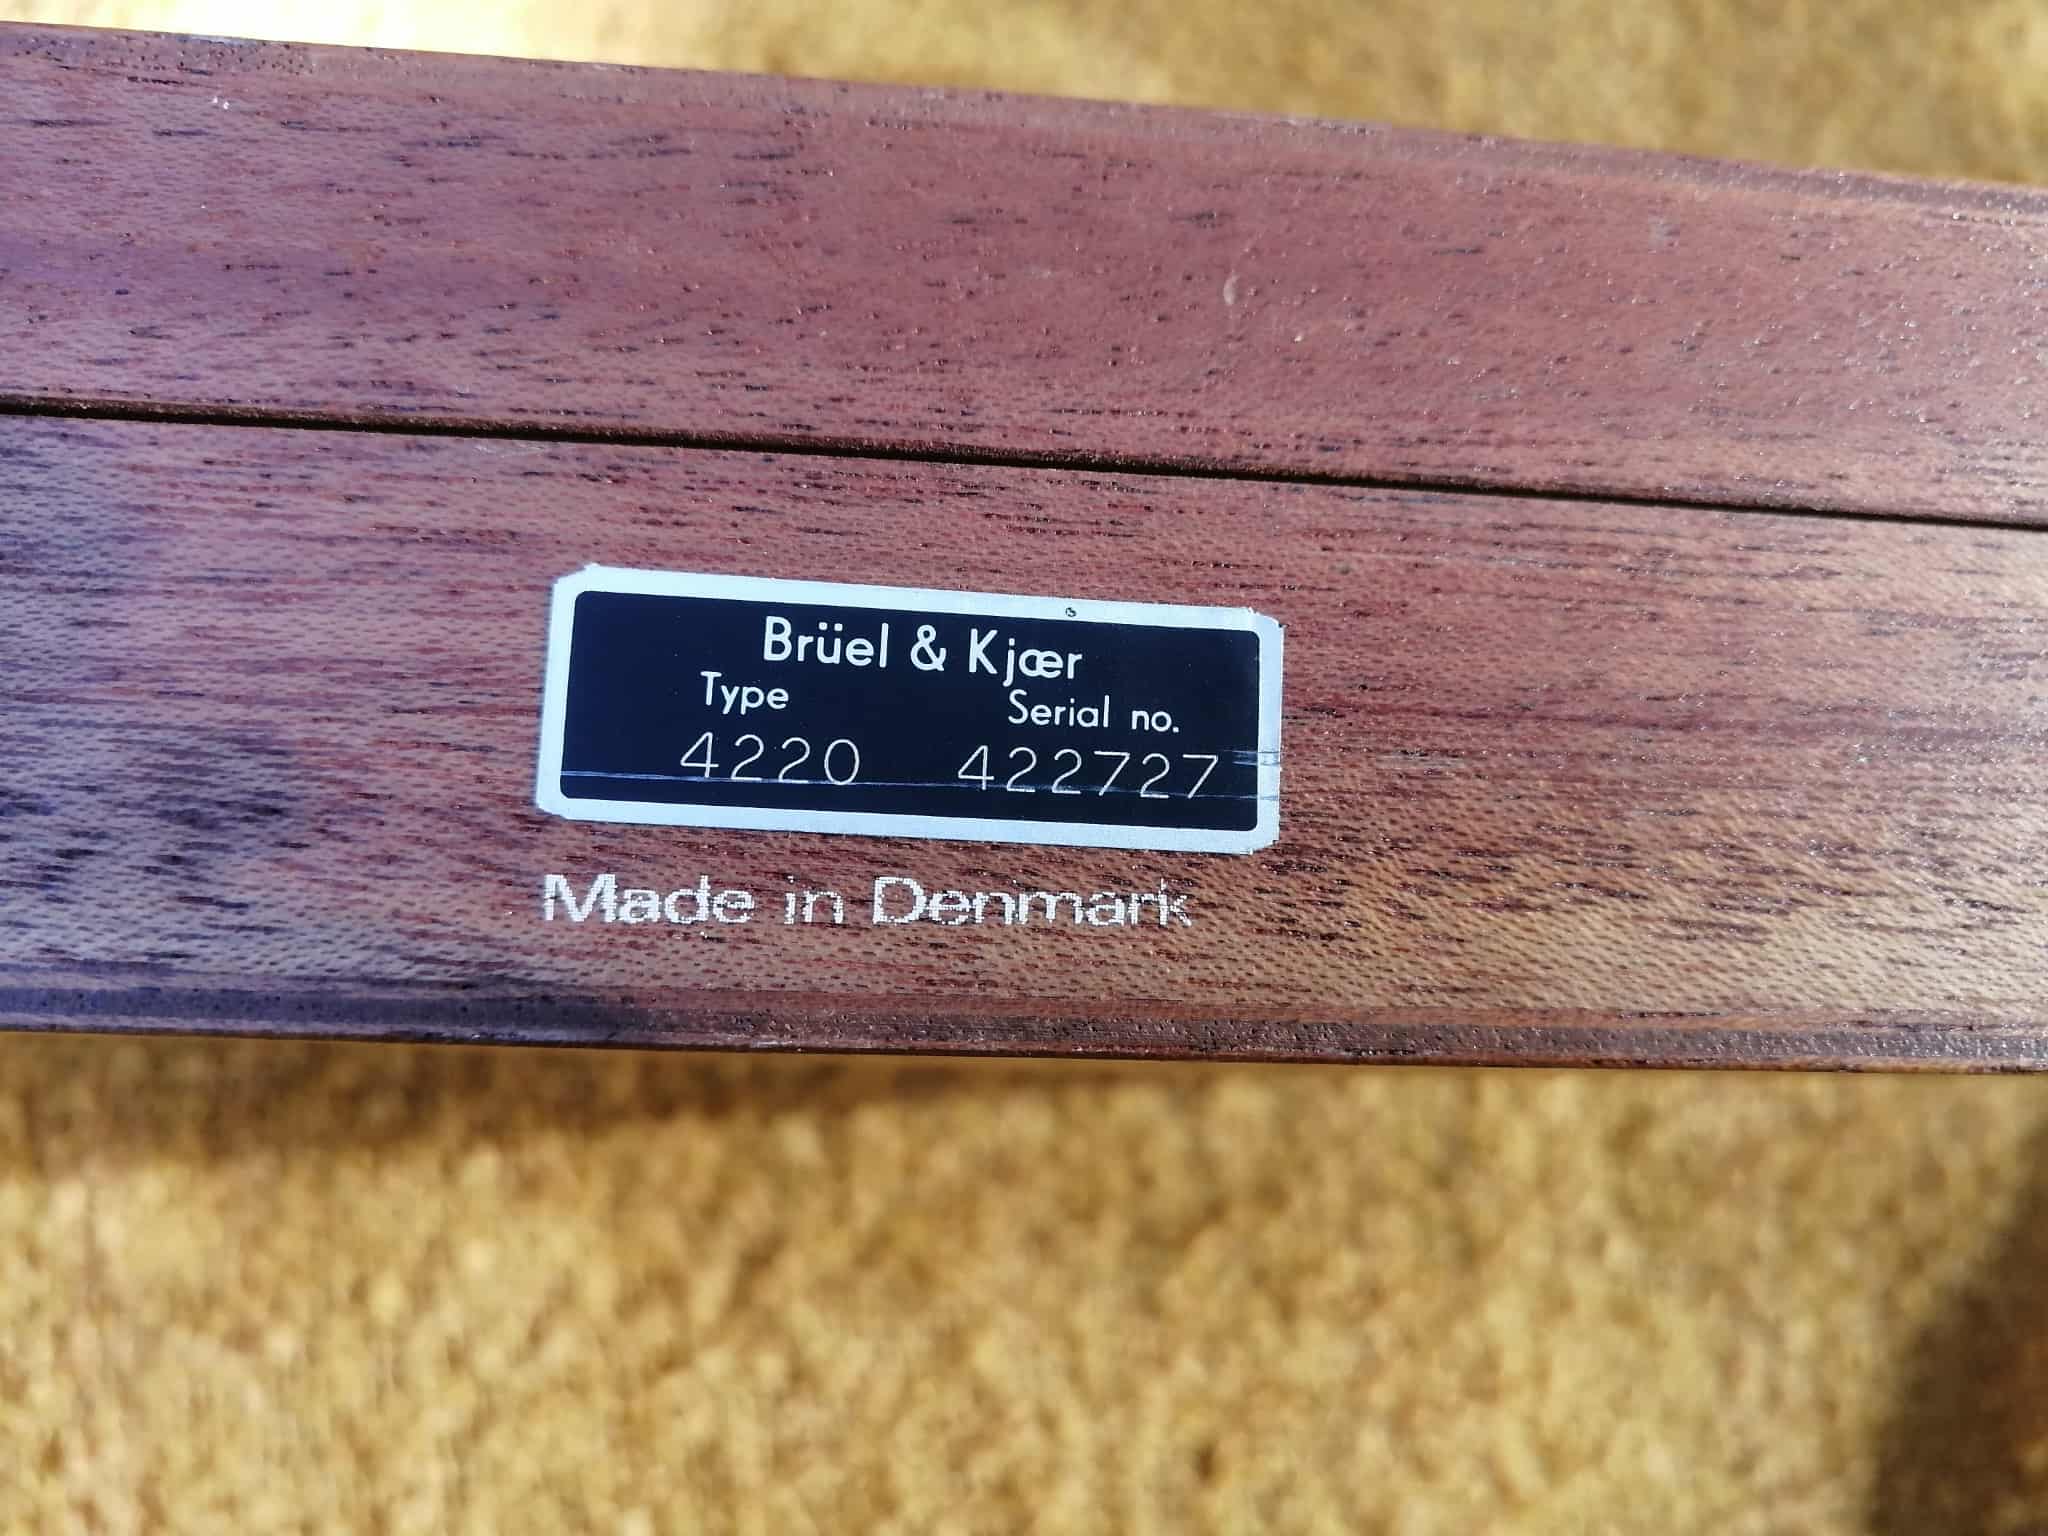 Brüel & Kjær
Type Serial no.
4220 422727
Made in Denmark